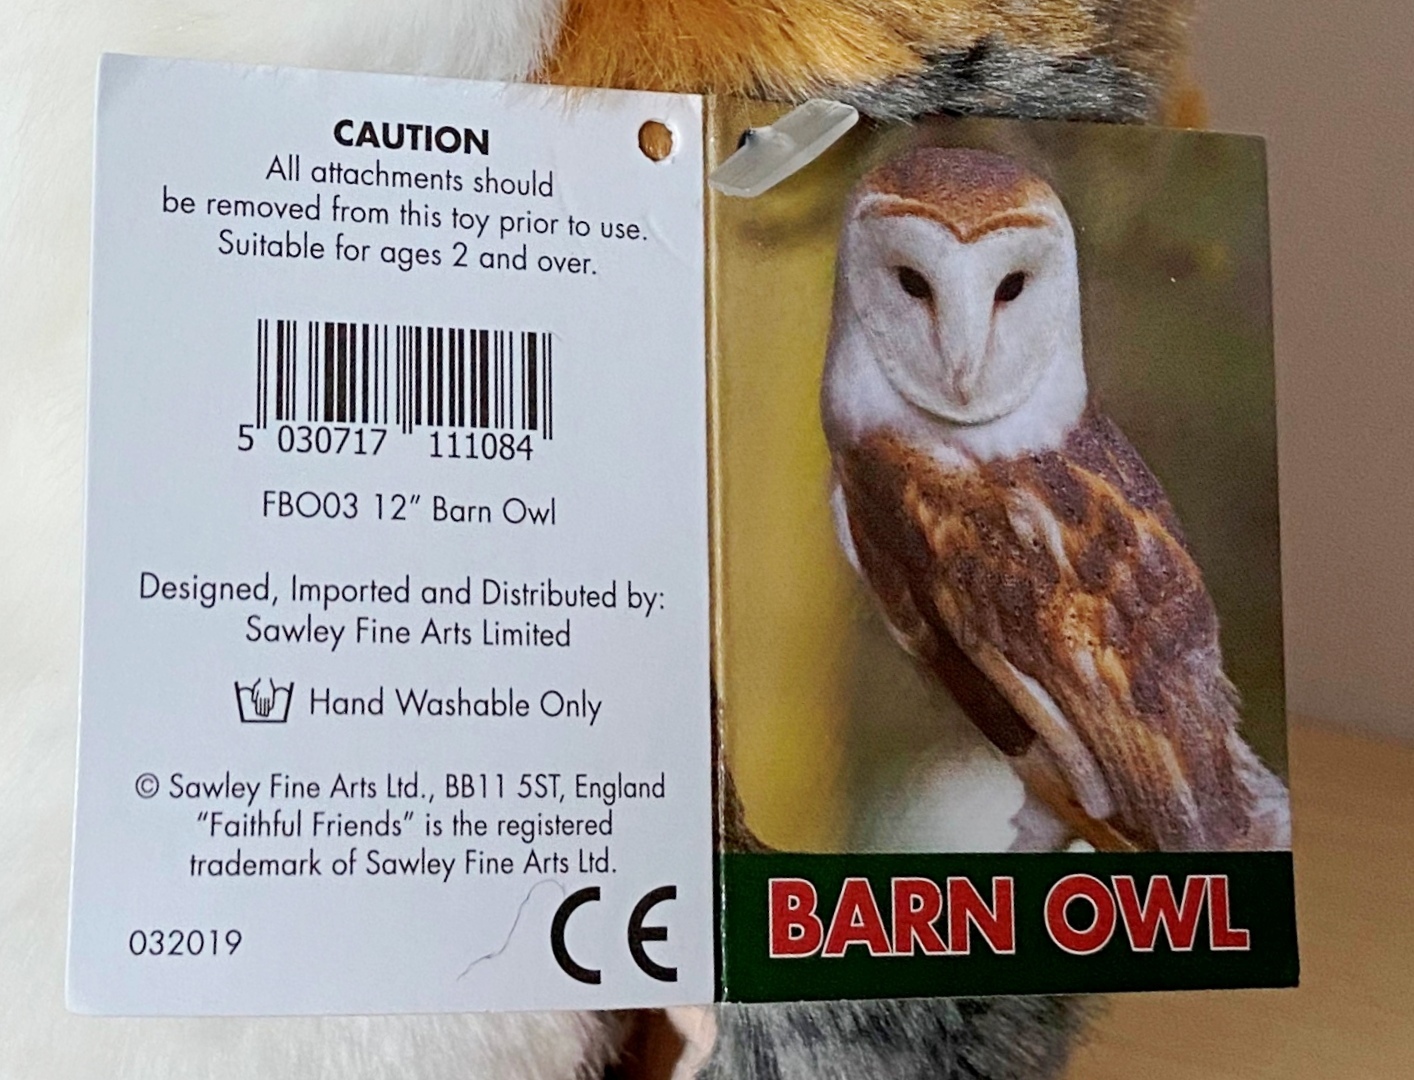 CAUTION
All attachments should
be removed from this toy prior to use.
Suitable for ages 2 and over.
5 030717 111084
FBO03 12" Barn Owl
Designed, Imported and Distributed by:
Sawley Fine Arts Limited
Hand Washable Only
© Sawley Fine Arts Ltd., BB11 5ST, England
"Faithful Friends" is the registered
trademark of Sawley Fine Arts Ltd.
032019
CE
BARN OWL